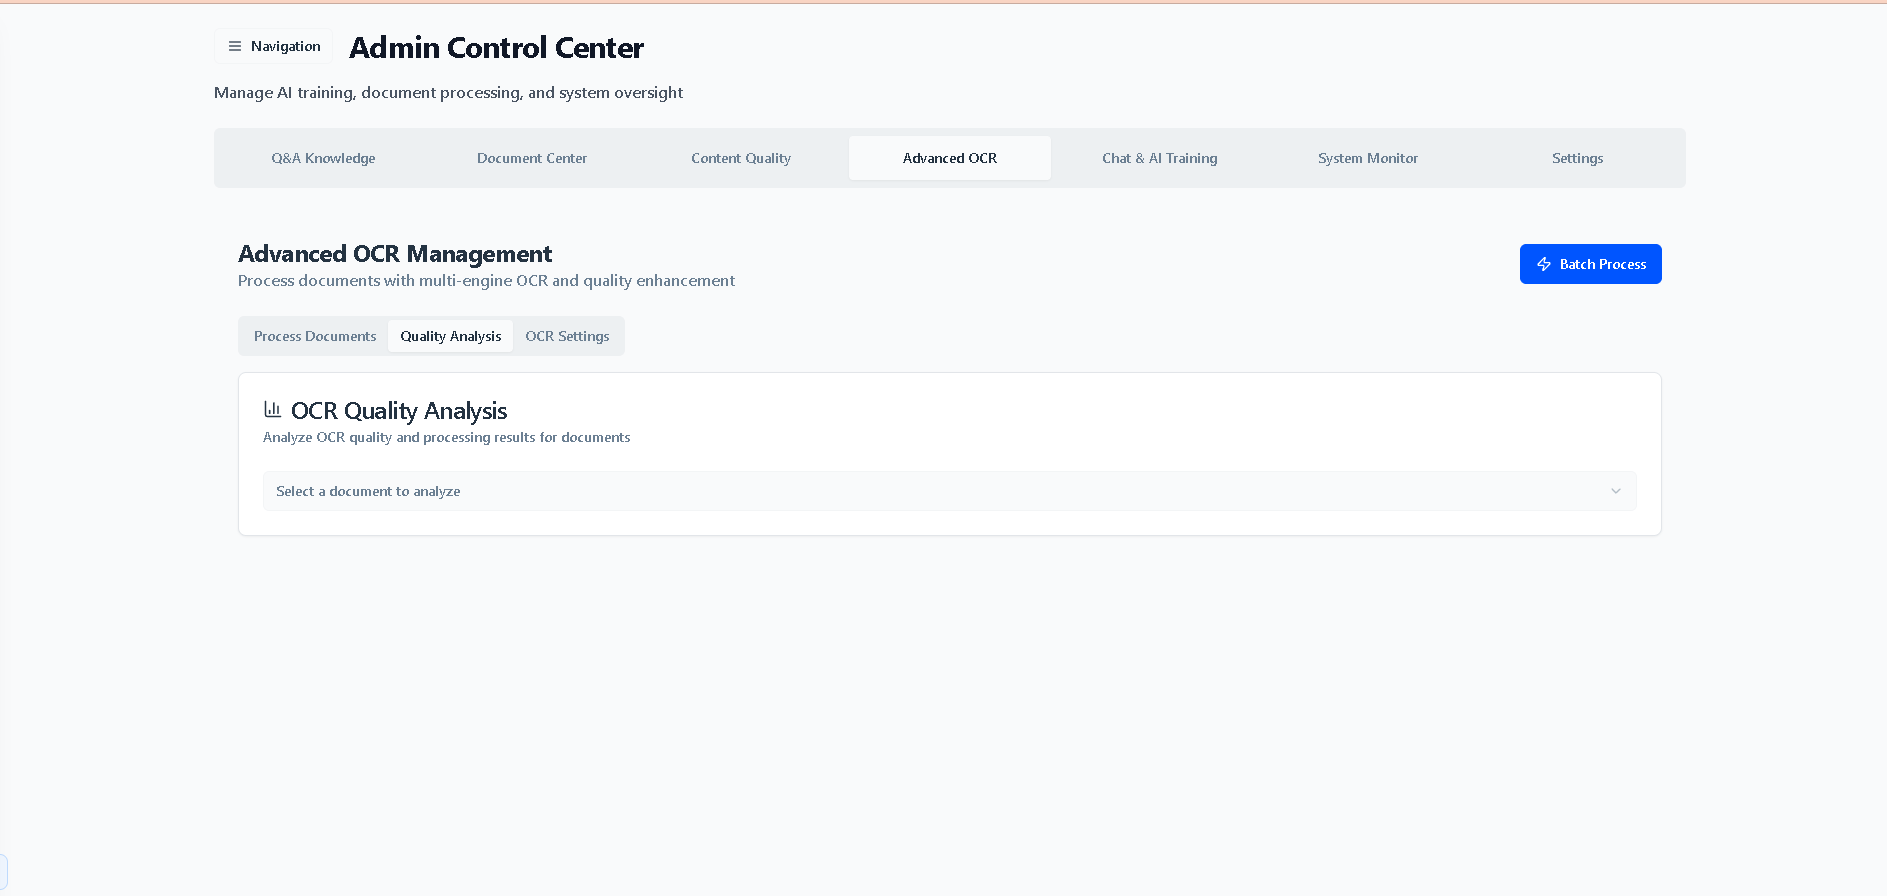 Navigation
Admin Control Center
Manage AI training, document processing, and system oversight
Q&A Knowledge
Document Center
Content Quality
Advanced OCR
Chat & AI Training
System Monitor
Settings
Advanced OCR Management
Process documents with multi-engine OCR and quality enhancement
Batch Process
Process Documents
Quality Analysis
OCR Settings
OCR Quality Analysis
Analyze OCR quality and processing results for documents
Select a document to analyze